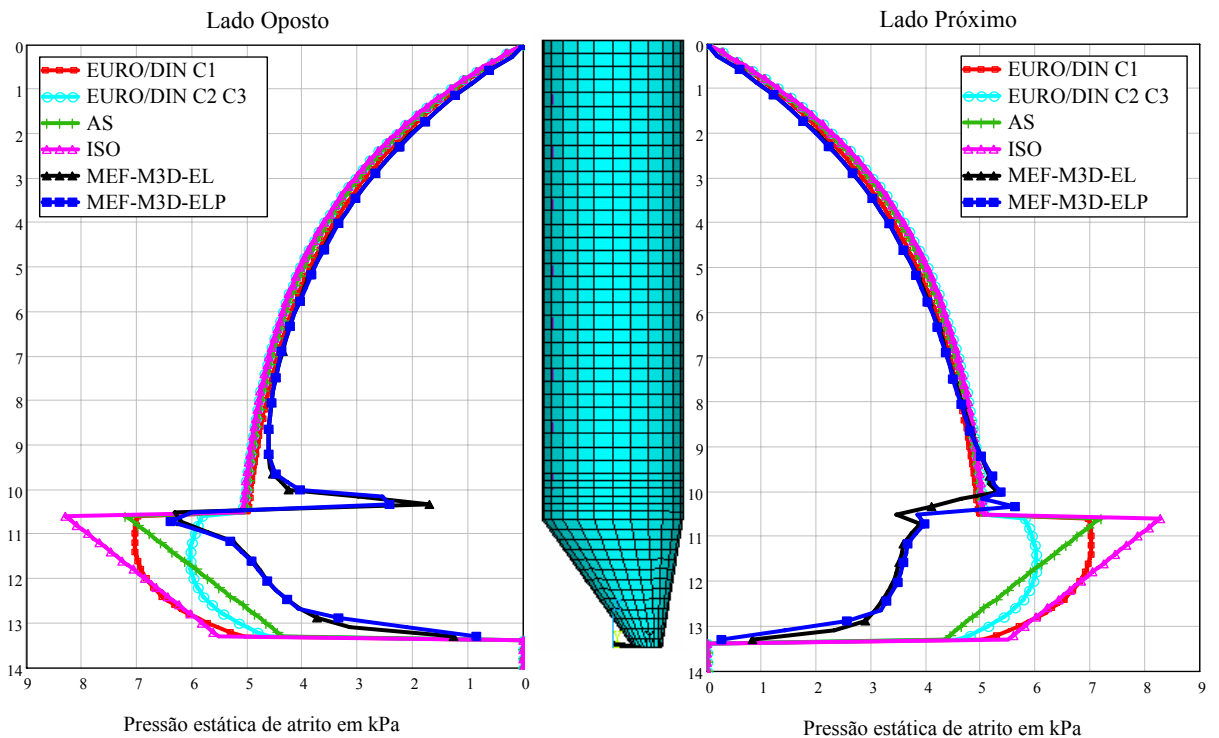 Lado Oposto
0
1
2
3
4
5
6
7
8
9
10
11
12
13
14
9 8 7 6 5 4 3 2 1 0
EURO/DIN C1
EURO/DIN C2 C3
AS
ISO
MEF-M3D-EL
MEF-M3D-ELP
Pressão estática de atrito em kPa
Lado Próximo
0
1
2
3
4
5
6
7
8
9
10
11
12
13
14
0 1 2 3 4 5 6 7 8 9
EURO/DIN C1
EURO/DIN C2 C3
AS
ISO
MEF-M3D-EL
MEF-M3D-ELP
Pressão estática de atrito em kPa